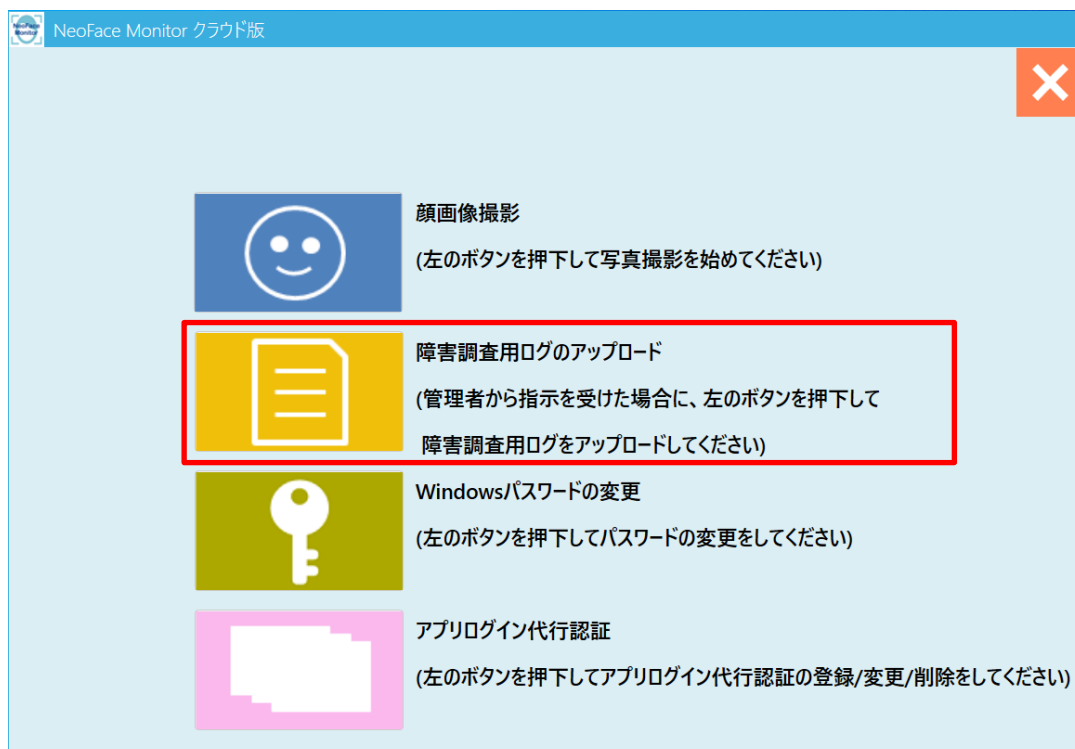 NeoFace Monitor
NeoFace Monitor クラウド版
顔画像撮影
(左のボタンを押下して写真撮影を始めてください)
障害調査用ログのアップロード
(管理者から指示を受けた場合に、左のボタンを押下して
障害調査用ログをアップロードしてください)
Windowsパスワードの変更
(左のボタンを押下してパスワードの変更をしてください)
アプリログイン代行認証
(左のボタンを押下してアプリログイン代行認証の登録/変更/削除をしてください)